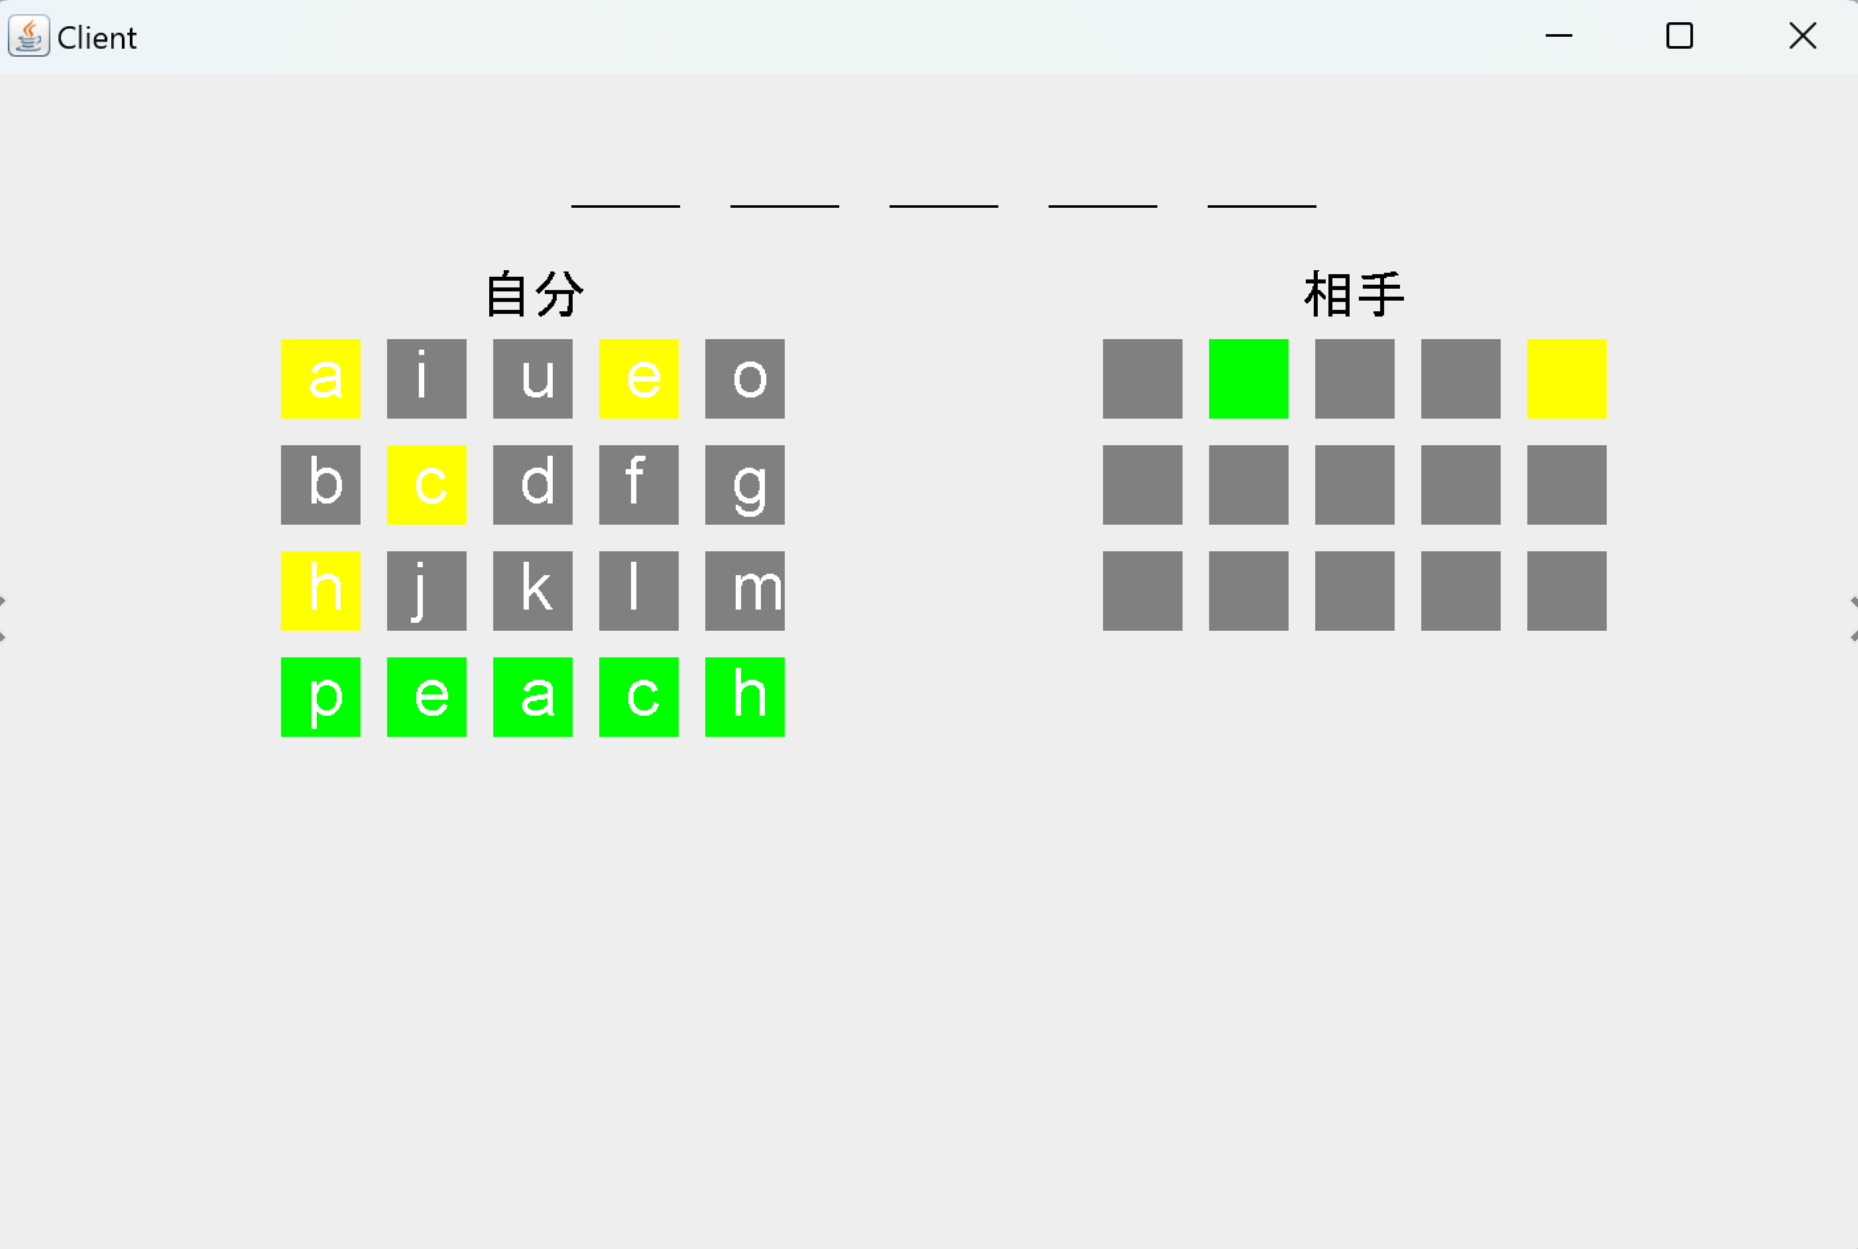 Client
自分 相手
a i u e o
b c d f g
h j k l m
p e a c h